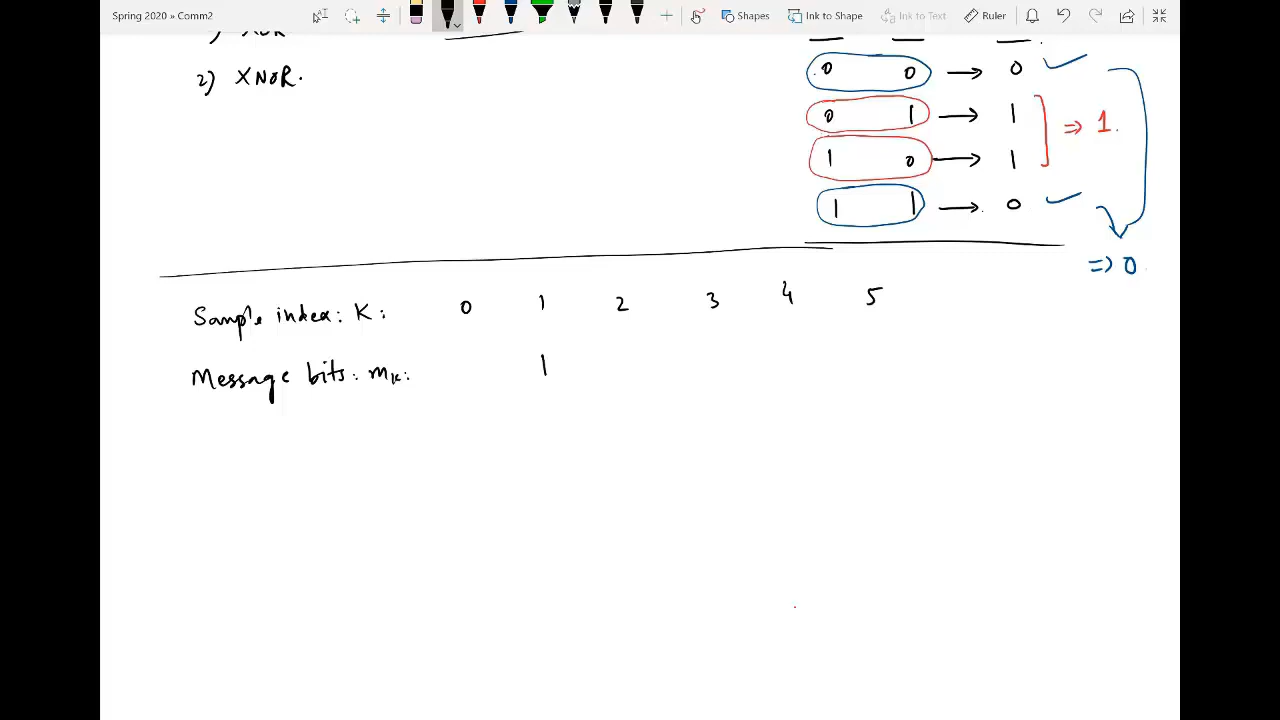 Spring 2020 » Comm2
Shapes Ink to Shape Ink to Text Ruler
2) XNOR.
0 0 → 0
0 1 → 1 ⇒ 1.
1 0 → 1
1 1 → 0
⇒ 0
Sample index: K: 0 1 2 3 4 5
Message bits: mk: 1